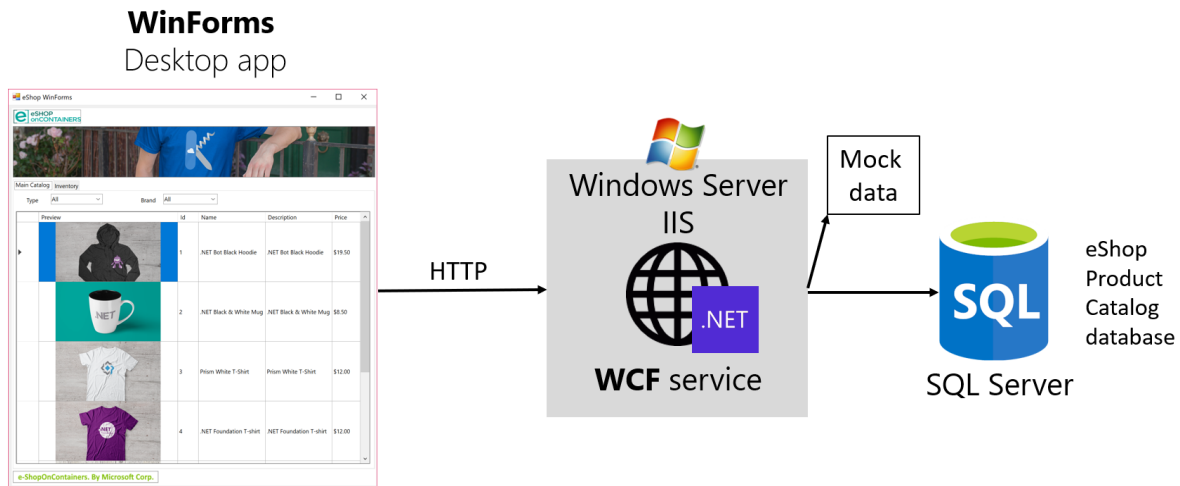 WinForms
Desktop app
eShop WinForms
eSHOP
onCONTAINERS
Main Catalog Inventory
Type All Brand All
Preview Id Name Description Price
1 .NET Bot Black Hoodie .NET Bot Black Hoodie $19.50
.NET
2 .NET Black & White Mug .NET Black & White Mug $8.50
3 Prism White T-Shirt Prism White T-Shirt $12.00
.NET
4 .NET Foundation T-shirt .NET Foundation T-shirt $12.00
e-ShopOnContainers. By Microsoft Corp.
HTTP
Windows Server
IIS
.NET
WCF service
Mock
data
SQL
SQL Server
eShop
Product
Catalog
database